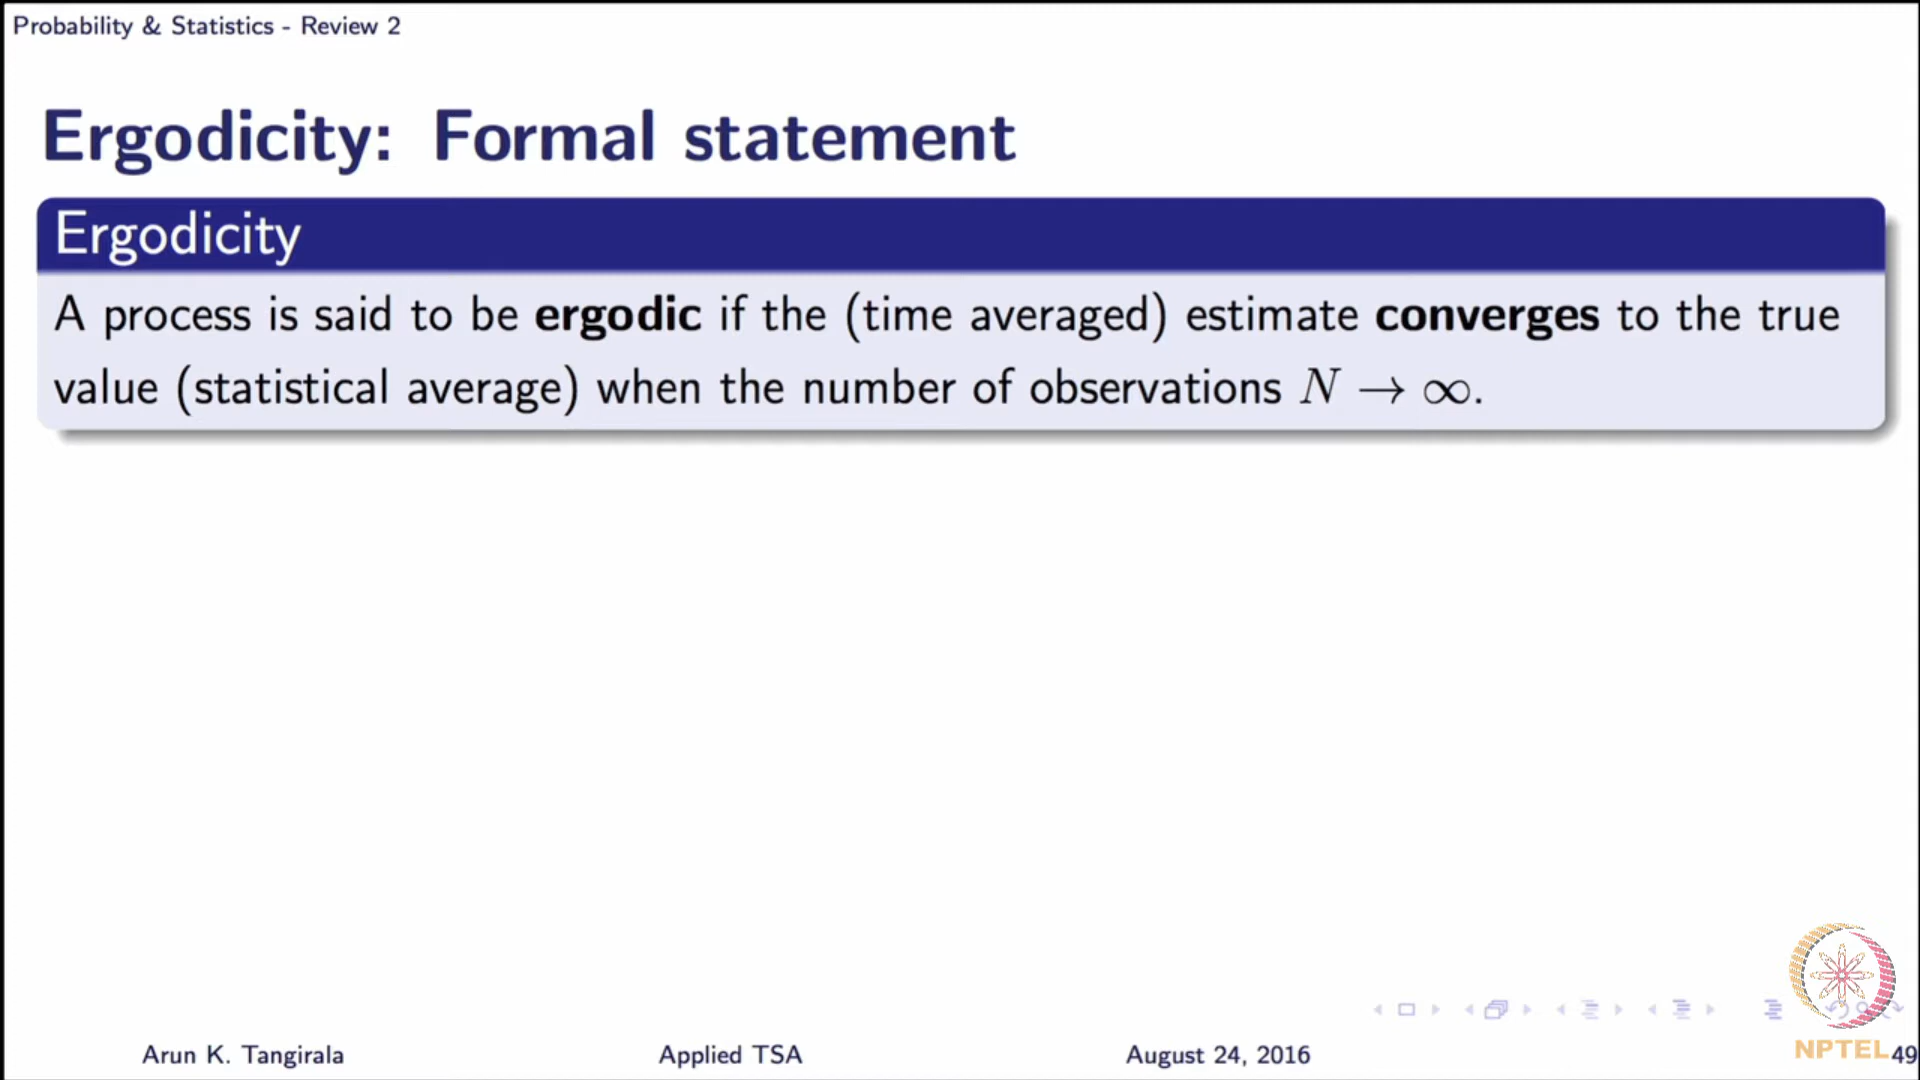 Probability & Statistics - Review 2
Ergodicity: Formal statement
Ergodicity
A process is said to be ergodic if the (time averaged) estimate converges to the true
value (statistical average) when the number of observations N → ∞.
Arun K. Tangirala Applied TSA August 24, 2016 NPTEL 49